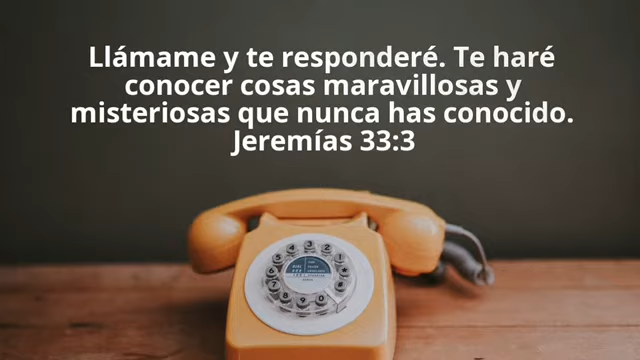 Llámame y te responderé. Te haré
conocer cosas maravillosas y
misteriosas que nunca has conocido.
Jeremías 33:3